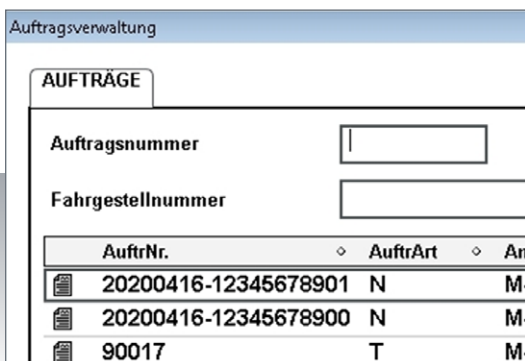 Auftragsverwaltung
AUFTRÄGE
Auftragsnummer
Fahrgestellnummer
AuftrNr. AuftrArt
20200416-12345678901 N
20200416-12345678900 N
90017 T